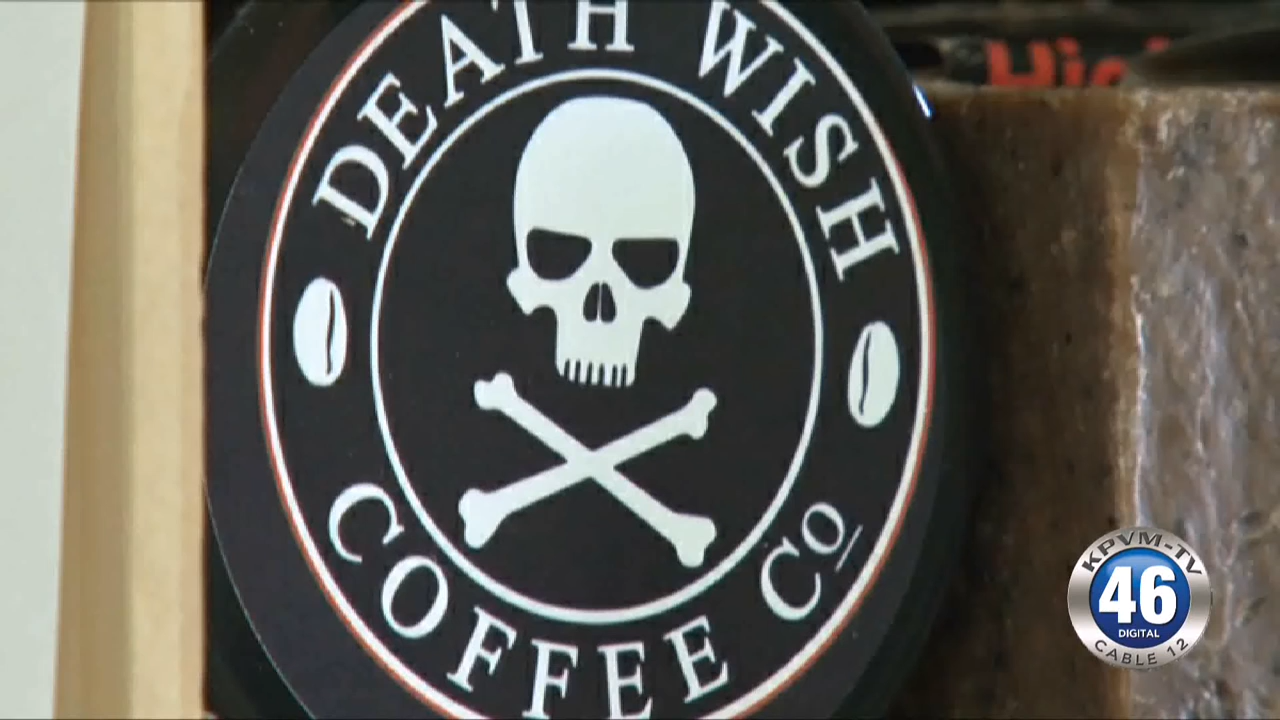 DEATH WISH
COFFEE Co
KPVM-TV
46
DIGITAL
CABLE 12